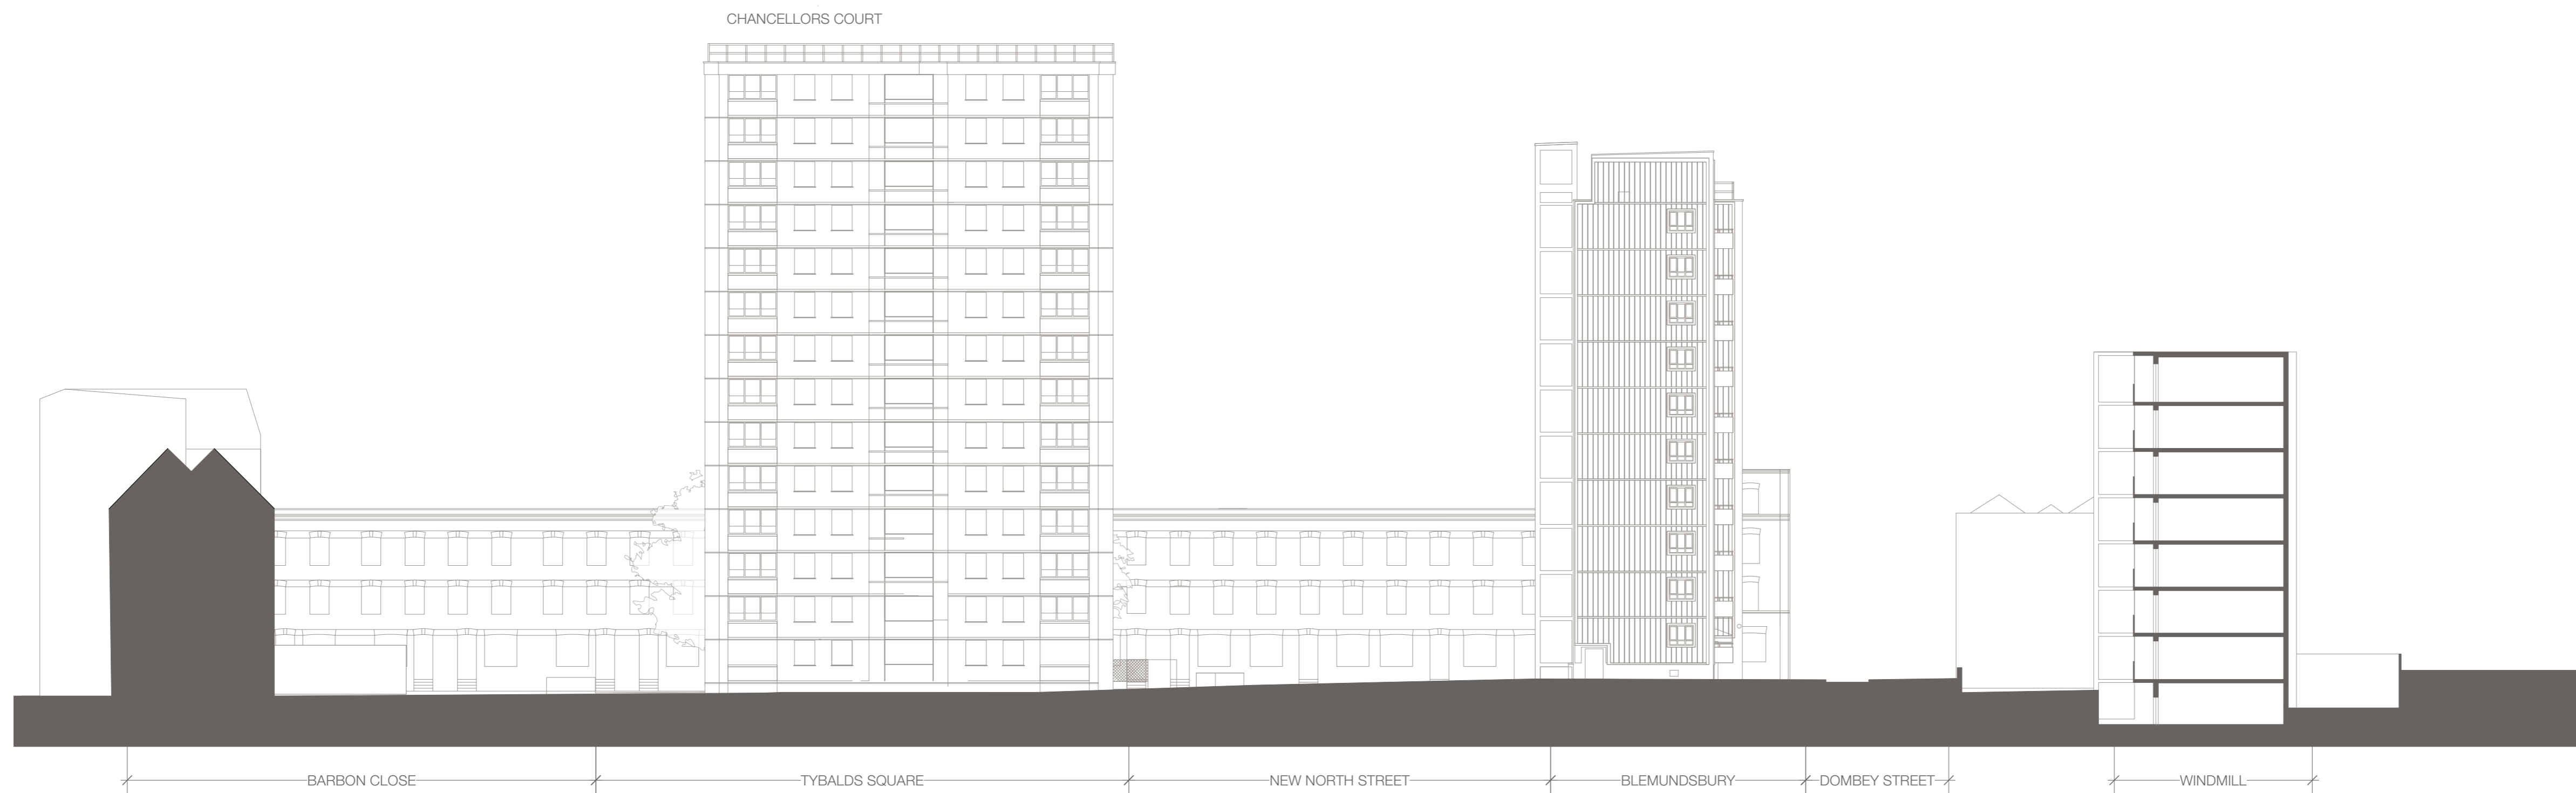 CHANCELLORS COURT
BARBON CLOSE
TYBALDS SQUARE
NEW NORTH STREET
BLEMUNDSBURY
DOMBEY STREET
WINDMILL